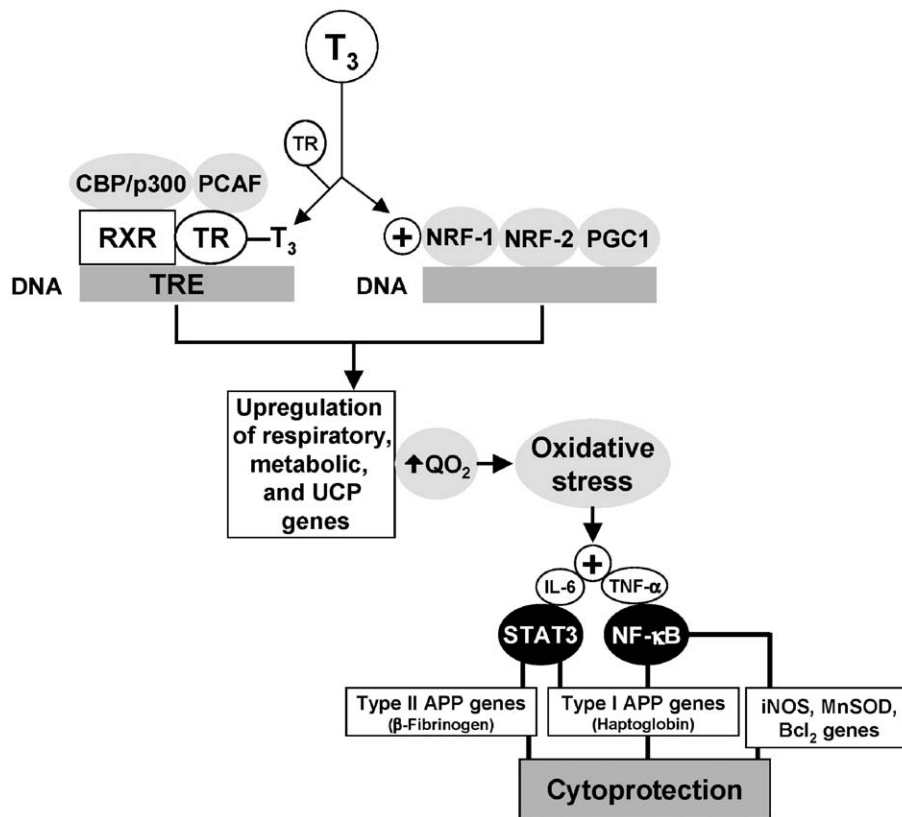 T₃
TR
CBP/p300 PCAF
RXR TR T₃
+ NRF-1 NRF-2 PGC1
DNA TRE
DNA
Upregulation
of respiratory,
metabolic,
and UCP
genes
↑QO₂
Oxidative
stress
+
IL-6 TNF-α
STAT3 NF-κB
Type II APP genes
(β-Fibrinogen)
Type I APP genes
(Haptoglobin)
iNOS, MnSOD,
Bcl₂ genes
Cytoprotection